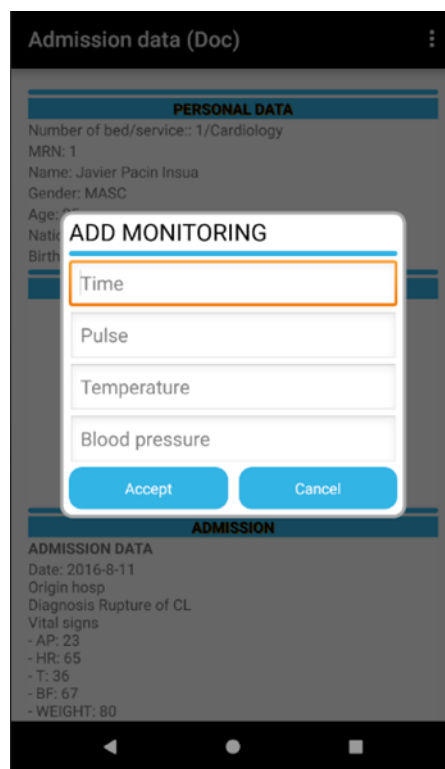 Admission data (Doc)
PERSONAL DATA
Number of bed/service:: 1/Cardiology
MRN: 1
Name: Javier Pacin Insua
Gender: MASC
Age:
ADD MONITORING
Time
Pulse
Temperature
Blood pressure
Accept
Cancel
ADMISSION
ADMISSION DATA
Date: 2016-8-11
Origin hosp
Diagnosis Rupture of CL
Vital signs
- AP: 23
- HR: 65
- T: 36
- BF: 67
- WEIGHT: 80